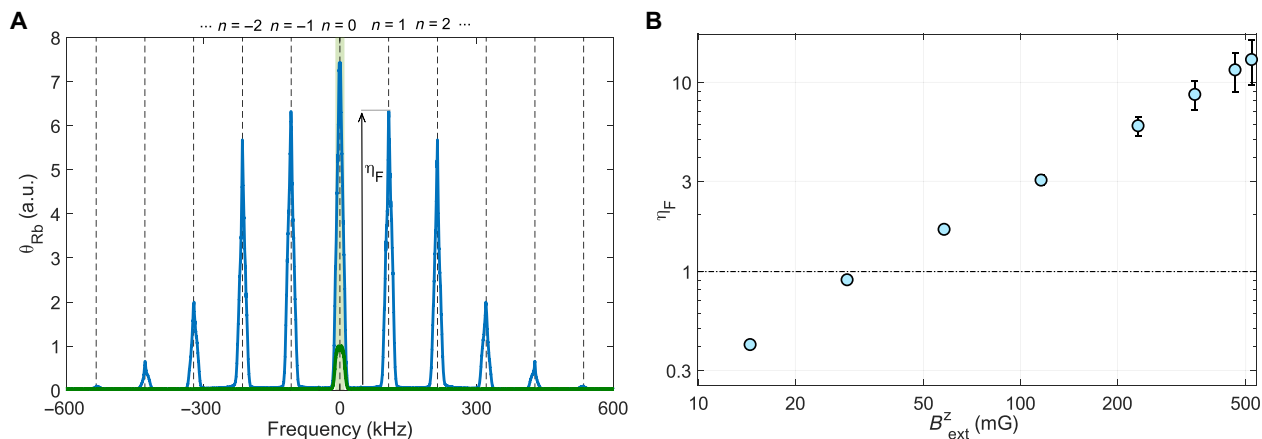 A
··· n = –2 n = –1 n = 0 n = 1 n = 2 ···
8
7
6
5
4
3
2
1
0
θRb (a.u.)
ηF
–600 –300 0 300 600
Frequency (kHz)
B
10
3
1
0.3
ηF
10 20 50 100 200 500
Bzext (mG)